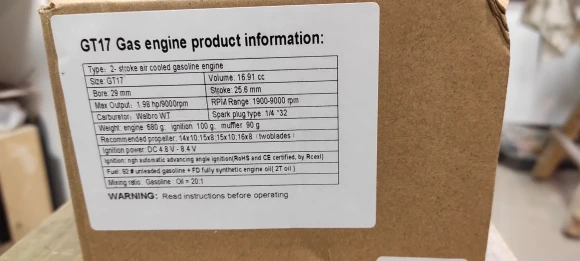 GT17 Gas engine product information:
Type: 2- stroke air cooled gasoline engine
Size: GT17 Volume: 16.91 cc
Bore: 29 mm Stroke: 25.6 mm
Max Output: 1.98 hp/9000rpm RPM Range: 1900-9000 rpm
Carburator: Walbro WT Spark plug type: 1/4 *32
Weight: engine 680 g; ignition 100 g; muffler 90 g
Recommended propeller: 14x10;15x8;15x10;16x8 (twoblades)
Ignition power: DC 4.8 V - 8.4 V
Ignition: ngh automatic advancing angle ignition(RoHS and CE certified, by Rcexl)
Fuel: 92 # unleaded gasoline + FD fully synthetic engine oil( 2T oil )
Mixing ratio: Gasoline : Oil = 20:1
WARNING: Read instructions before operating